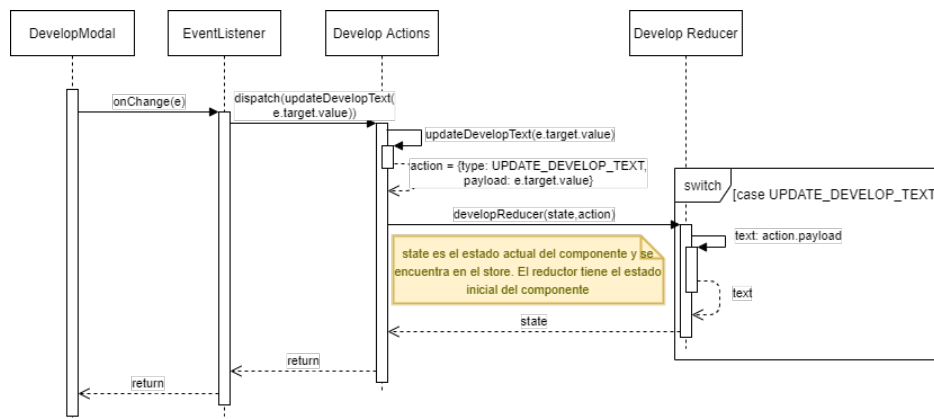 DevelopModal
EventListener
Develop Actions
Develop Reducer
onChange(e)
dispatch(updateDevelopText(
e.target.value))
updateDevelopText(e.target.value)
action = {type: UPDATE_DEVELOP_TEXT,
payload: e.target.value}
switch
[case UPDATE_DEVELOP_TEXT
developReducer(state,action)
text: action.payload
state es el estado actual del componente y se
encuentra en el store. El reductor tiene el estado
inicial del componente
text
state
return
return